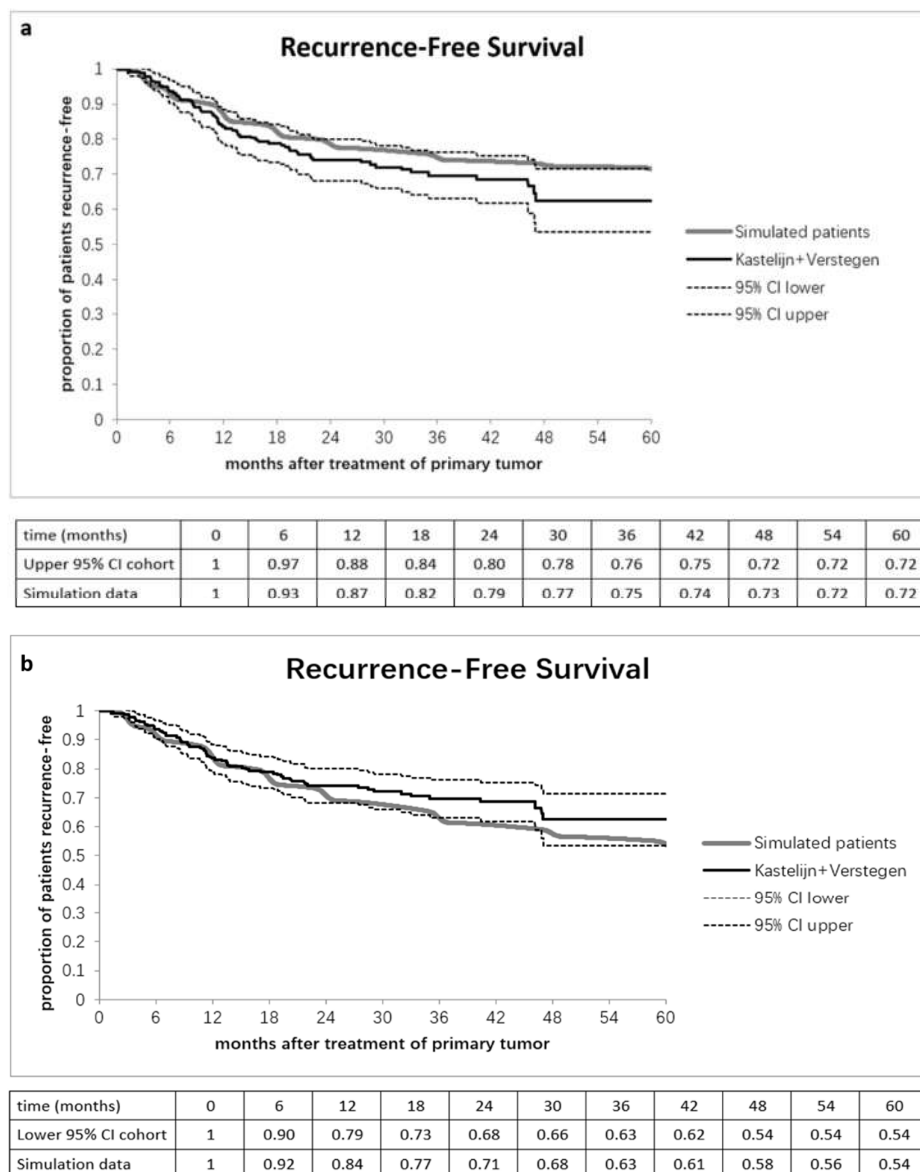 a
Recurrence-Free Survival
proportion of patients recurrence-free
1
0.9
0.8
0.7
0.6
0.5
0.4
0.3
0.2
0.1
0
0 6 12 18 24 30 36 42 48 54 60
months after treatment of primary tumor
Simulated patients
Kastelijn+Verstegen
95% CI lower
95% CI upper
time (months) 0 6 12 18 24 30 36 42 48 54 60
Upper 95% CI cohort 1 0.97 0.88 0.84 0.80 0.78 0.76 0.75 0.72 0.72 0.72
Simulation data 1 0.93 0.87 0.82 0.79 0.77 0.75 0.74 0.73 0.72 0.72
b
Recurrence-Free Survival
proportion of patients recurrence-free
1
0.9
0.8
0.7
0.6
0.5
0.4
0.3
0.2
0.1
0
0 6 12 18 24 30 36 42 48 54 60
months after treatment of primary tumor
Simulated patients
Kastelijn+Verstegen
95% CI lower
95% CI upper
time (months) 0 6 12 18 24 30 36 42 48 54 60
Lower 95% CI cohort 1 0.90 0.79 0.73 0.68 0.66 0.63 0.62 0.54 0.54 0.54
Simulation data 1 0.92 0.84 0.77 0.71 0.68 0.63 0.61 0.58 0.56 0.54